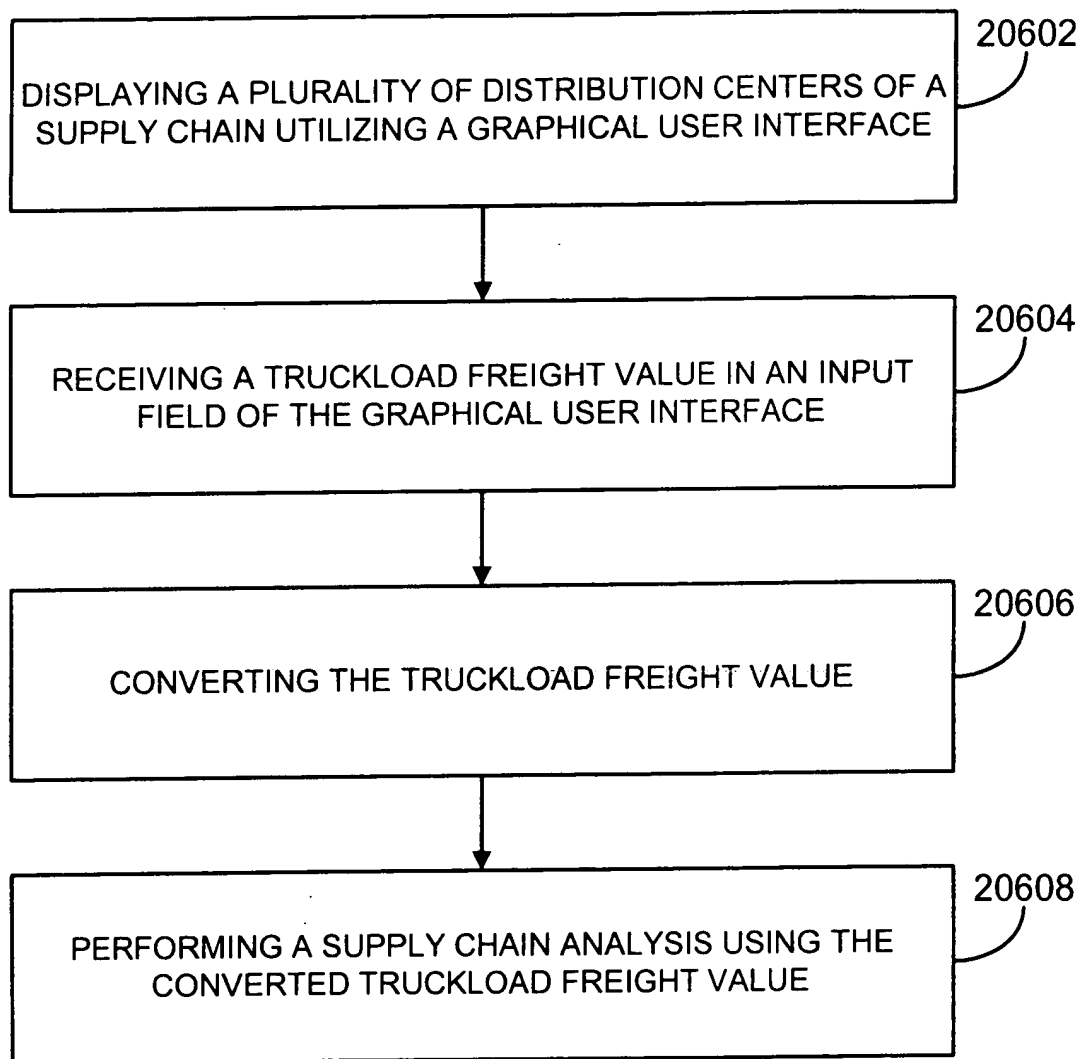 20602
DISPLAYING A PLURALITY OF DISTRIBUTION CENTERS OF A
SUPPLY CHAIN UTILIZING A GRAPHICAL USER INTERFACE
20604
RECEIVING A TRUCKLOAD FREIGHT VALUE IN AN INPUT
FIELD OF THE GRAPHICAL USER INTERFACE
20606
CONVERTING THE TRUCKLOAD FREIGHT VALUE
20608
PERFORMING A SUPPLY CHAIN ANALYSIS USING THE
CONVERTED TRUCKLOAD FREIGHT VALUE